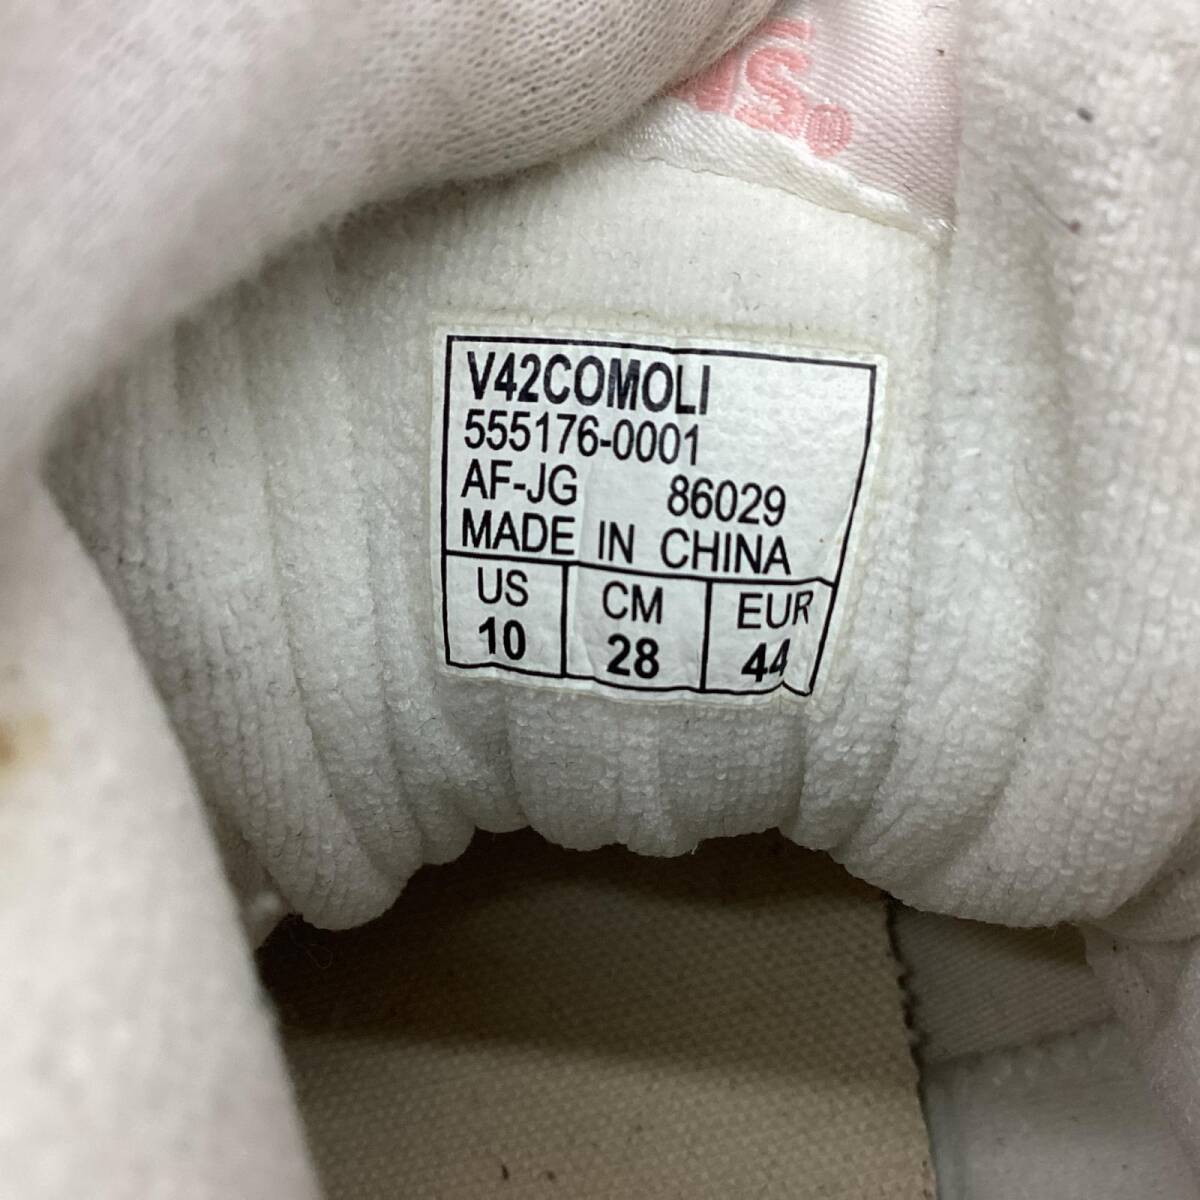 V42COMOLI
555176-0001
AF-JG 86029
MADE IN CHINA
US CM EUR
10 28 44